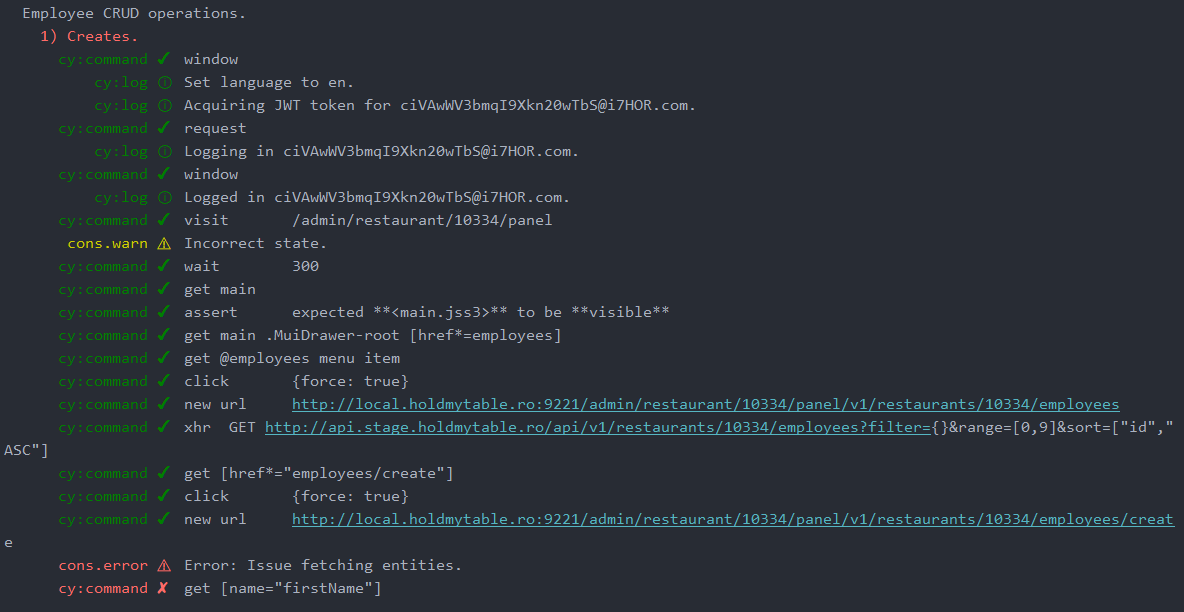 Employee CRUD operations.
1) Creates.
cy:command ✔ window
cy:log ⓘ Set language to en.
cy:log ⓘ Acquiring JWT token for ciVAwWV3bmqI9Xkn20wTbS@i7HOR.com.
cy:command ✔ request
cy:log ⓘ Logging in ciVAwWV3bmqI9Xkn20wTbS@i7HOR.com.
cy:command ✔ window
cy:log ⓘ Logged in ciVAwWV3bmqI9Xkn20wTbS@i7HOR.com.
cy:command ✔ visit /admin/restaurant/10334/panel
cons.warn ⚠ Incorrect state.
cy:command ✔ wait 300
cy:command ✔ get main
cy:command ✔ assert expected **<main.jss3>** to be **visible**
cy:command ✔ get main .MuiDrawer-root [href*=employees]
cy:command ✔ get @employees menu item
cy:command ✔ click {force: true}
cy:command ✔ new url http://local.holdmytable.ro:9221/admin/restaurant/10334/panel/v1/restaurants/10334/employees
cy:command ✔ xhr GET http://api.stage.holdmytable.ro/api/v1/restaurants/10334/employees?filter={}&range=[0,9]&sort=["id","
ASC"]
cy:command ✔ get [href*="employees/create"]
cy:command ✔ click {force: true}
cy:command ✔ new url http://local.holdmytable.ro:9221/admin/restaurant/10334/panel/v1/restaurants/10334/employees/creat
e
cons.error ⚠ Error: Issue fetching entities.
cy:command ✘ get [name="firstName"]